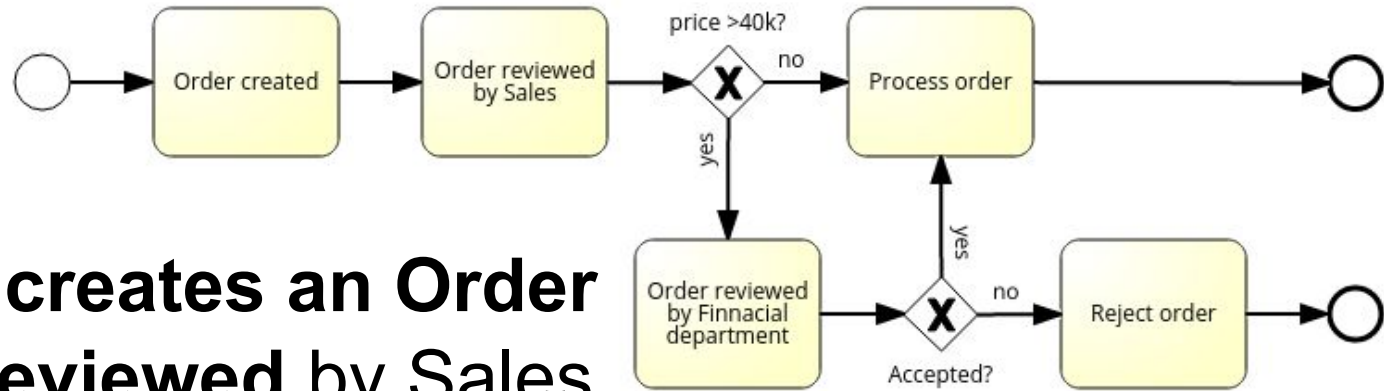 price >40k?
Order created
Order reviewed
by Sales
no
Process order
yes
creates an Order
eviewed by Sales
Order reviewed
by Finnacial
department
yes
no
Reject order
Accepted?